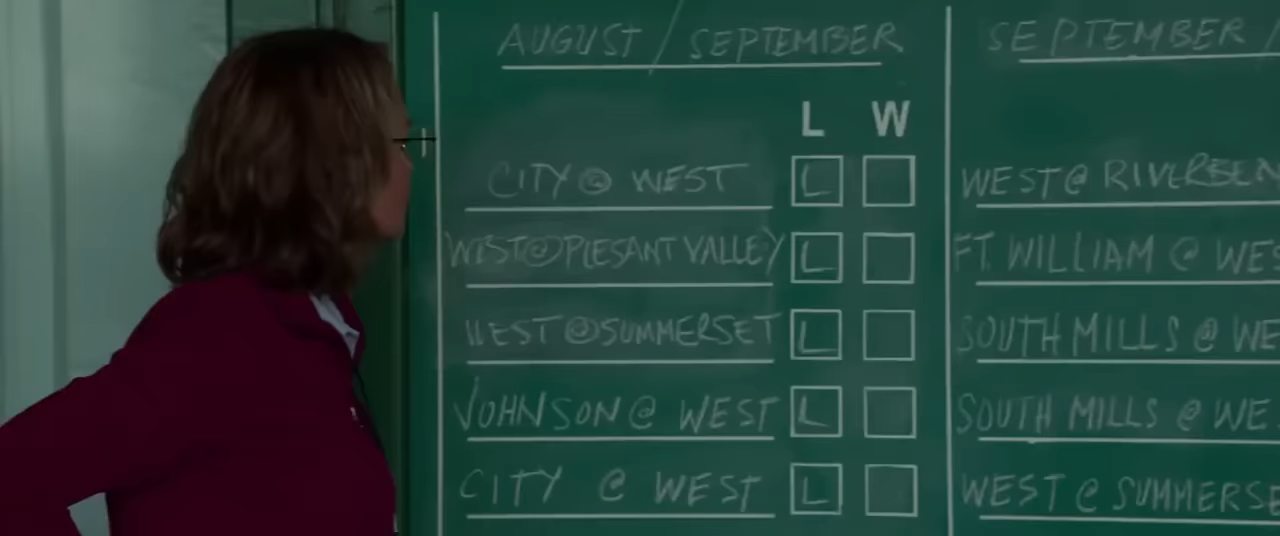 AUGUST / SEPTEMBER
L W
CITY @ WEST L
WEST@PLESANT VALLEY L
WEST @SUMMERSET L
JOHNSON @ WEST L
CITY @ WEST L
SEPTEMBER /
WEST @ RIVERBEN
FT. WILLIAM @ WES
SOUTH MILLS @ WE
SOUTH MILLS @ WE
WEST @ SUMMERSE